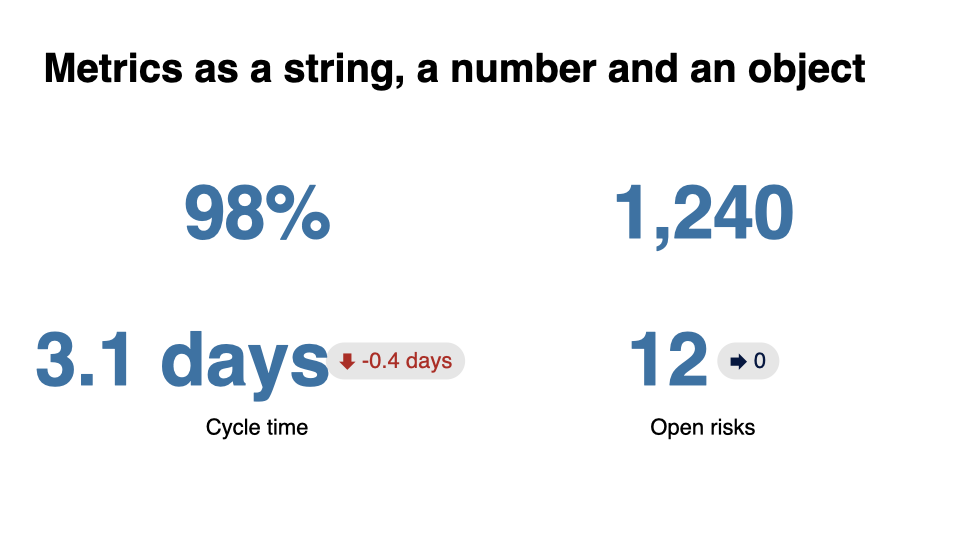 Metrics as a string, a number and an object
98%
1,240
3.1 days
-0.4 days
12
0
Cycle time
Open risks